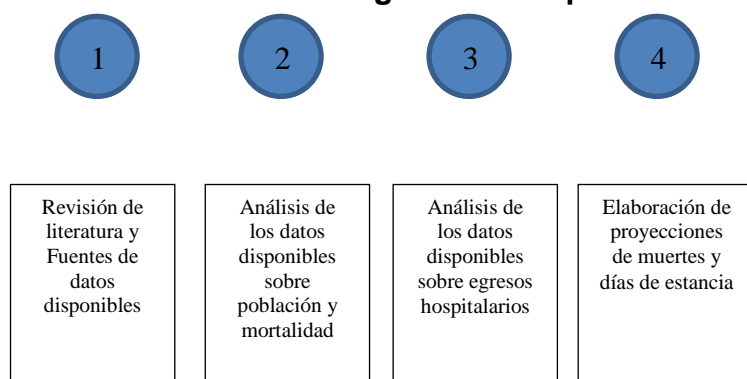 1
2
3
4
Revisión de
literatura y
Fuentes de
datos
disponibles
Análisis de
los datos
disponibles
sobre
población y
mortalidad
Análisis de
los datos
disponibles
sobre egresos
hospitalarios
Elaboración de
proyecciones
de muertes y
días de estancia